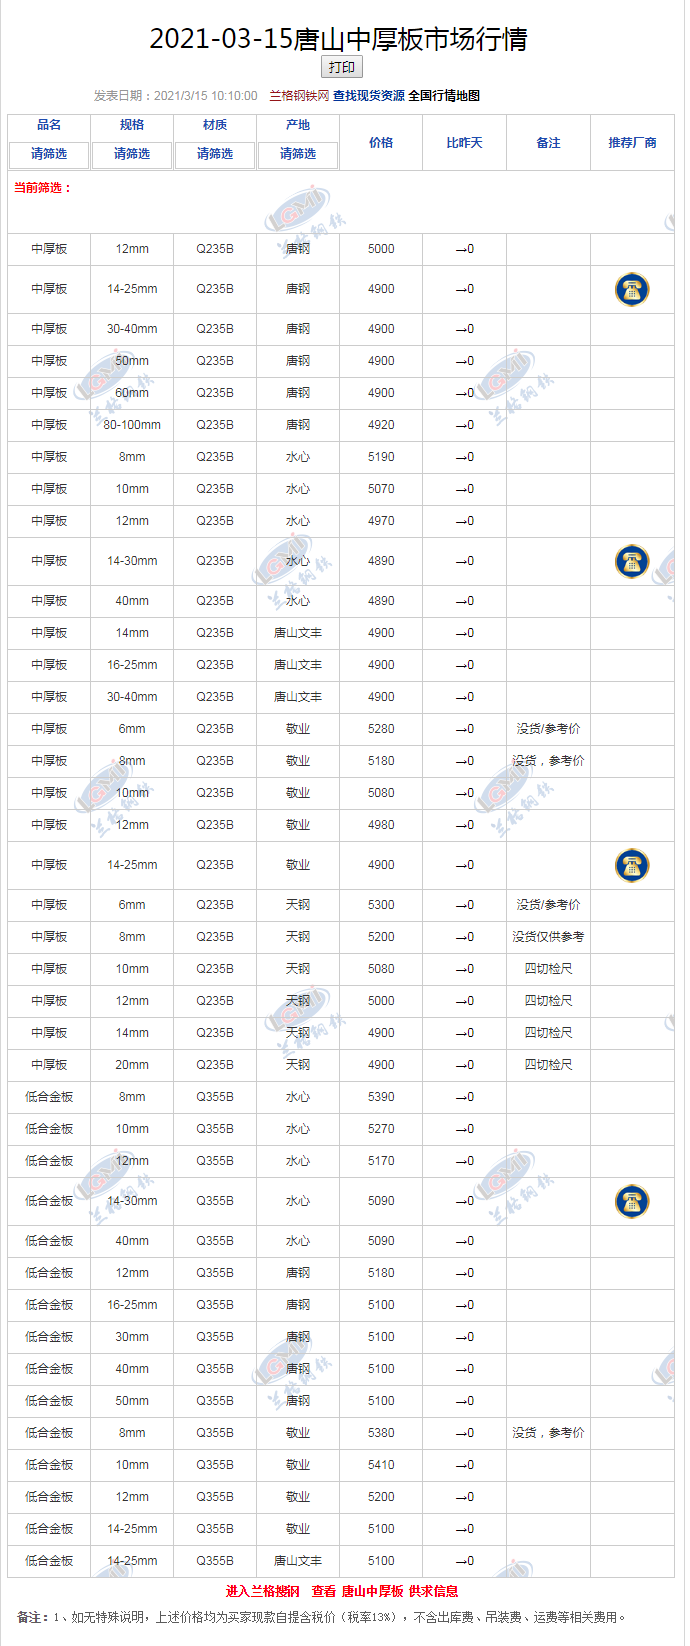 2021-03-15唐山中厚板市场行情
打印
发表日期：2021/3/15 10:10:00 兰格钢铁网 查找现货资源 全国行情地图
品名 规格 材质 产地 价格 比昨天 备注 推荐厂商
请筛选 请筛选 请筛选 请筛选
当前筛选：
中厚板 12mm Q235B 唐钢 5000 →0
中厚板 14-25mm Q235B 唐钢 4900 →0
中厚板 30-40mm Q235B 唐钢 4900 →0
中厚板 50mm Q235B 唐钢 4900 →0
中厚板 60mm Q235B 唐钢 4900 →0
中厚板 80-100mm Q235B 唐钢 4920 →0
中厚板 8mm Q235B 水心 5190 →0
中厚板 10mm Q235B 水心 5070 →0
中厚板 12mm Q235B 水心 4970 →0
中厚板 14-30mm Q235B 水心 4890 →0
中厚板 40mm Q235B 水心 4890 →0
中厚板 14mm Q235B 唐山文丰 4900 →0
中厚板 16-25mm Q235B 唐山文丰 4900 →0
中厚板 30-40mm Q235B 唐山文丰 4900 →0
中厚板 6mm Q235B 敬业 5280 →0 没货/参考价
中厚板 8mm Q235B 敬业 5180 →0 没货，参考价
中厚板 10mm Q235B 敬业 5080 →0
中厚板 12mm Q235B 敬业 4980 →0
中厚板 14-25mm Q235B 敬业 4900 →0
中厚板 6mm Q235B 天钢 5300 →0 没货/参考价
中厚板 8mm Q235B 天钢 5200 →0 没货仅供参考
中厚板 10mm Q235B 天钢 5080 →0 四切检尺
中厚板 12mm Q235B 天钢 5000 →0 四切检尺
中厚板 14mm Q235B 天钢 4900 →0 四切检尺
中厚板 20mm Q235B 天钢 4900 →0 四切检尺
低合金板 8mm Q355B 水心 5390 →0
低合金板 10mm Q355B 水心 5270 →0
低合金板 12mm Q355B 水心 5170 →0
低合金板 14-30mm Q355B 水心 5090 →0
低合金板 40mm Q355B 水心 5090 →0
低合金板 12mm Q355B 唐钢 5180 →0
低合金板 16-25mm Q355B 唐钢 5100 →0
低合金板 30mm Q355B 唐钢 5100 →0
低合金板 40mm Q355B 唐钢 5100 →0
低合金板 50mm Q355B 唐钢 5100 →0
低合金板 8mm Q355B 敬业 5380 →0 没货，参考价
低合金板 10mm Q355B 敬业 5410 →0
低合金板 12mm Q355B 敬业 5200 →0
低合金板 14-25mm Q355B 敬业 5100 →0
低合金板 14-25mm Q355B 唐山文丰 5100 →0
进入兰格搜钢 查看 唐山中厚板 供求信息
备注：1、如无特殊说明，上述价格均为买家现款自提含税价（税率13%），不含出库费、吊装费、运费等相关费用。